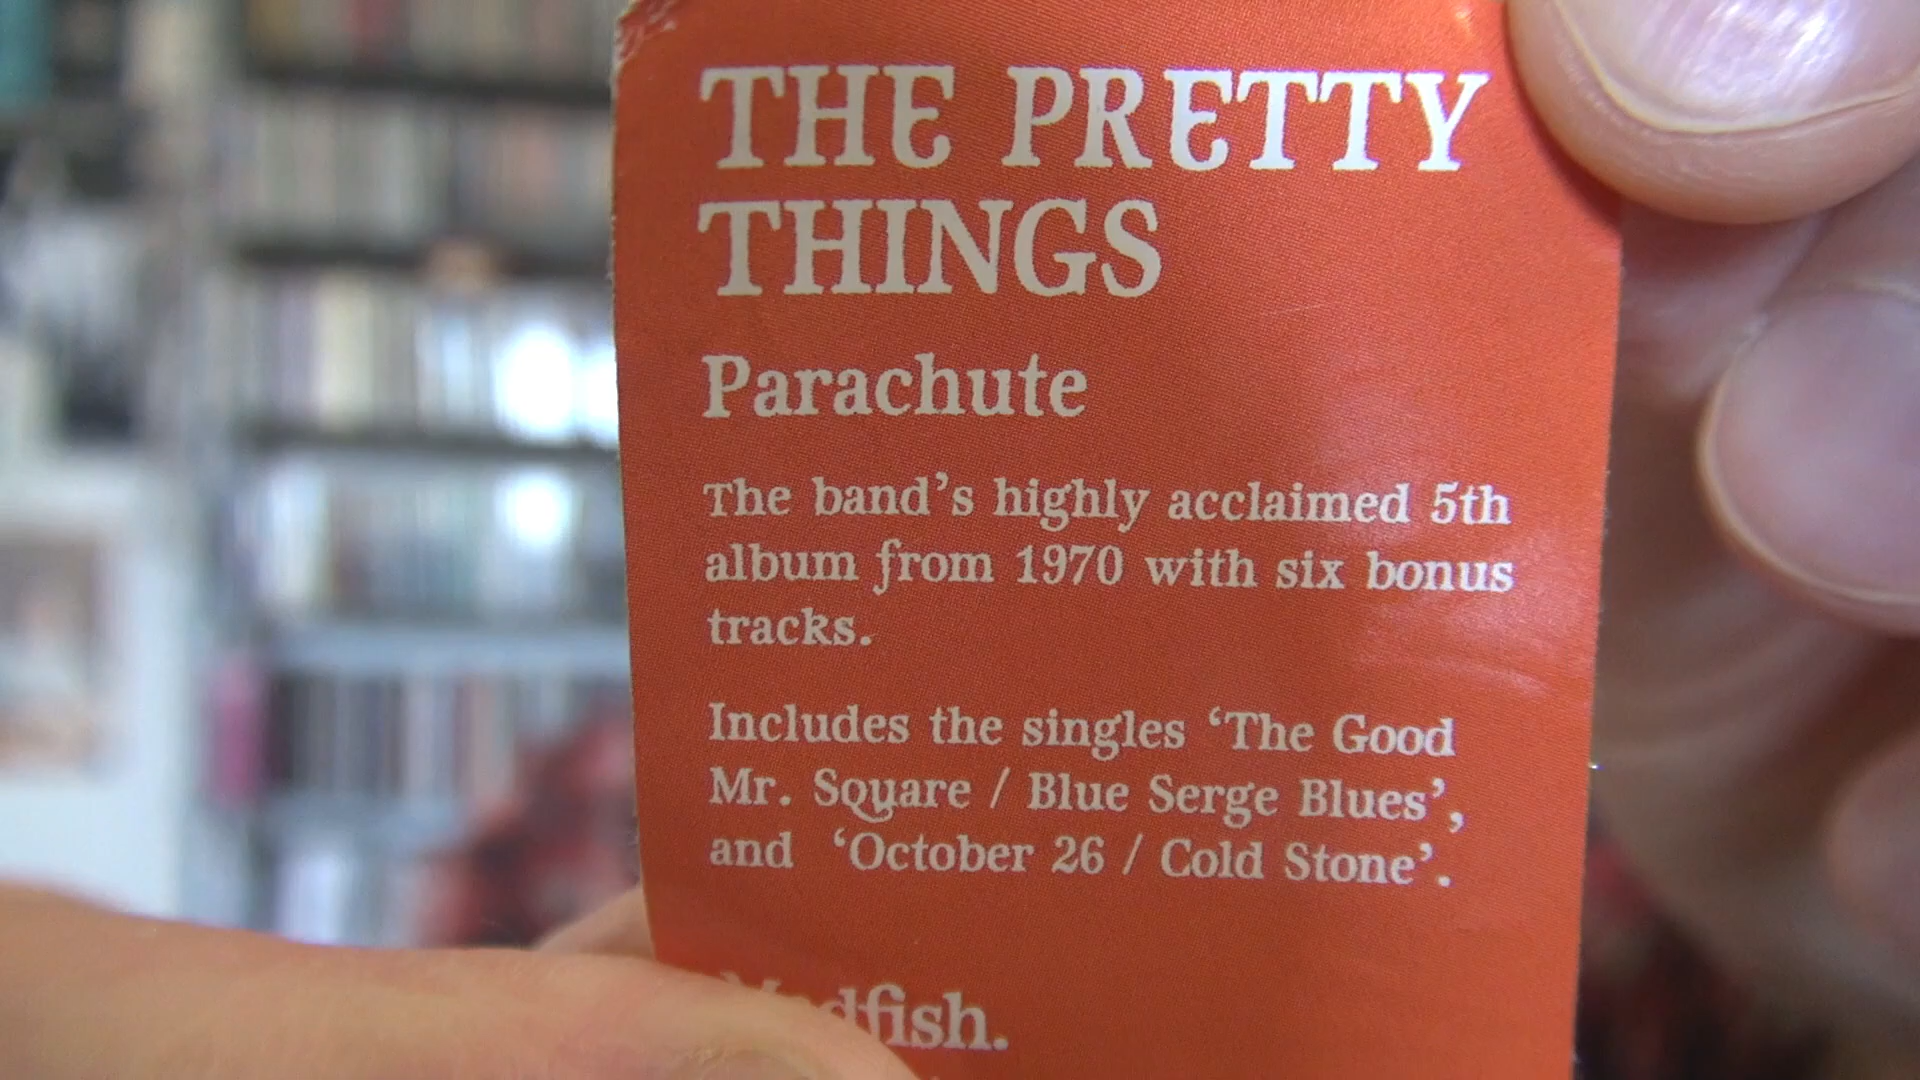 THE PRETTY
THINGS
Parachute
The band's highly acclaimed 5th
album from 1970 with six bonus
tracks.
Includes the singles ‘The Good
Mr. Square / Blue Serge Blues’,
and ‘October 26 / Cold Stone’.